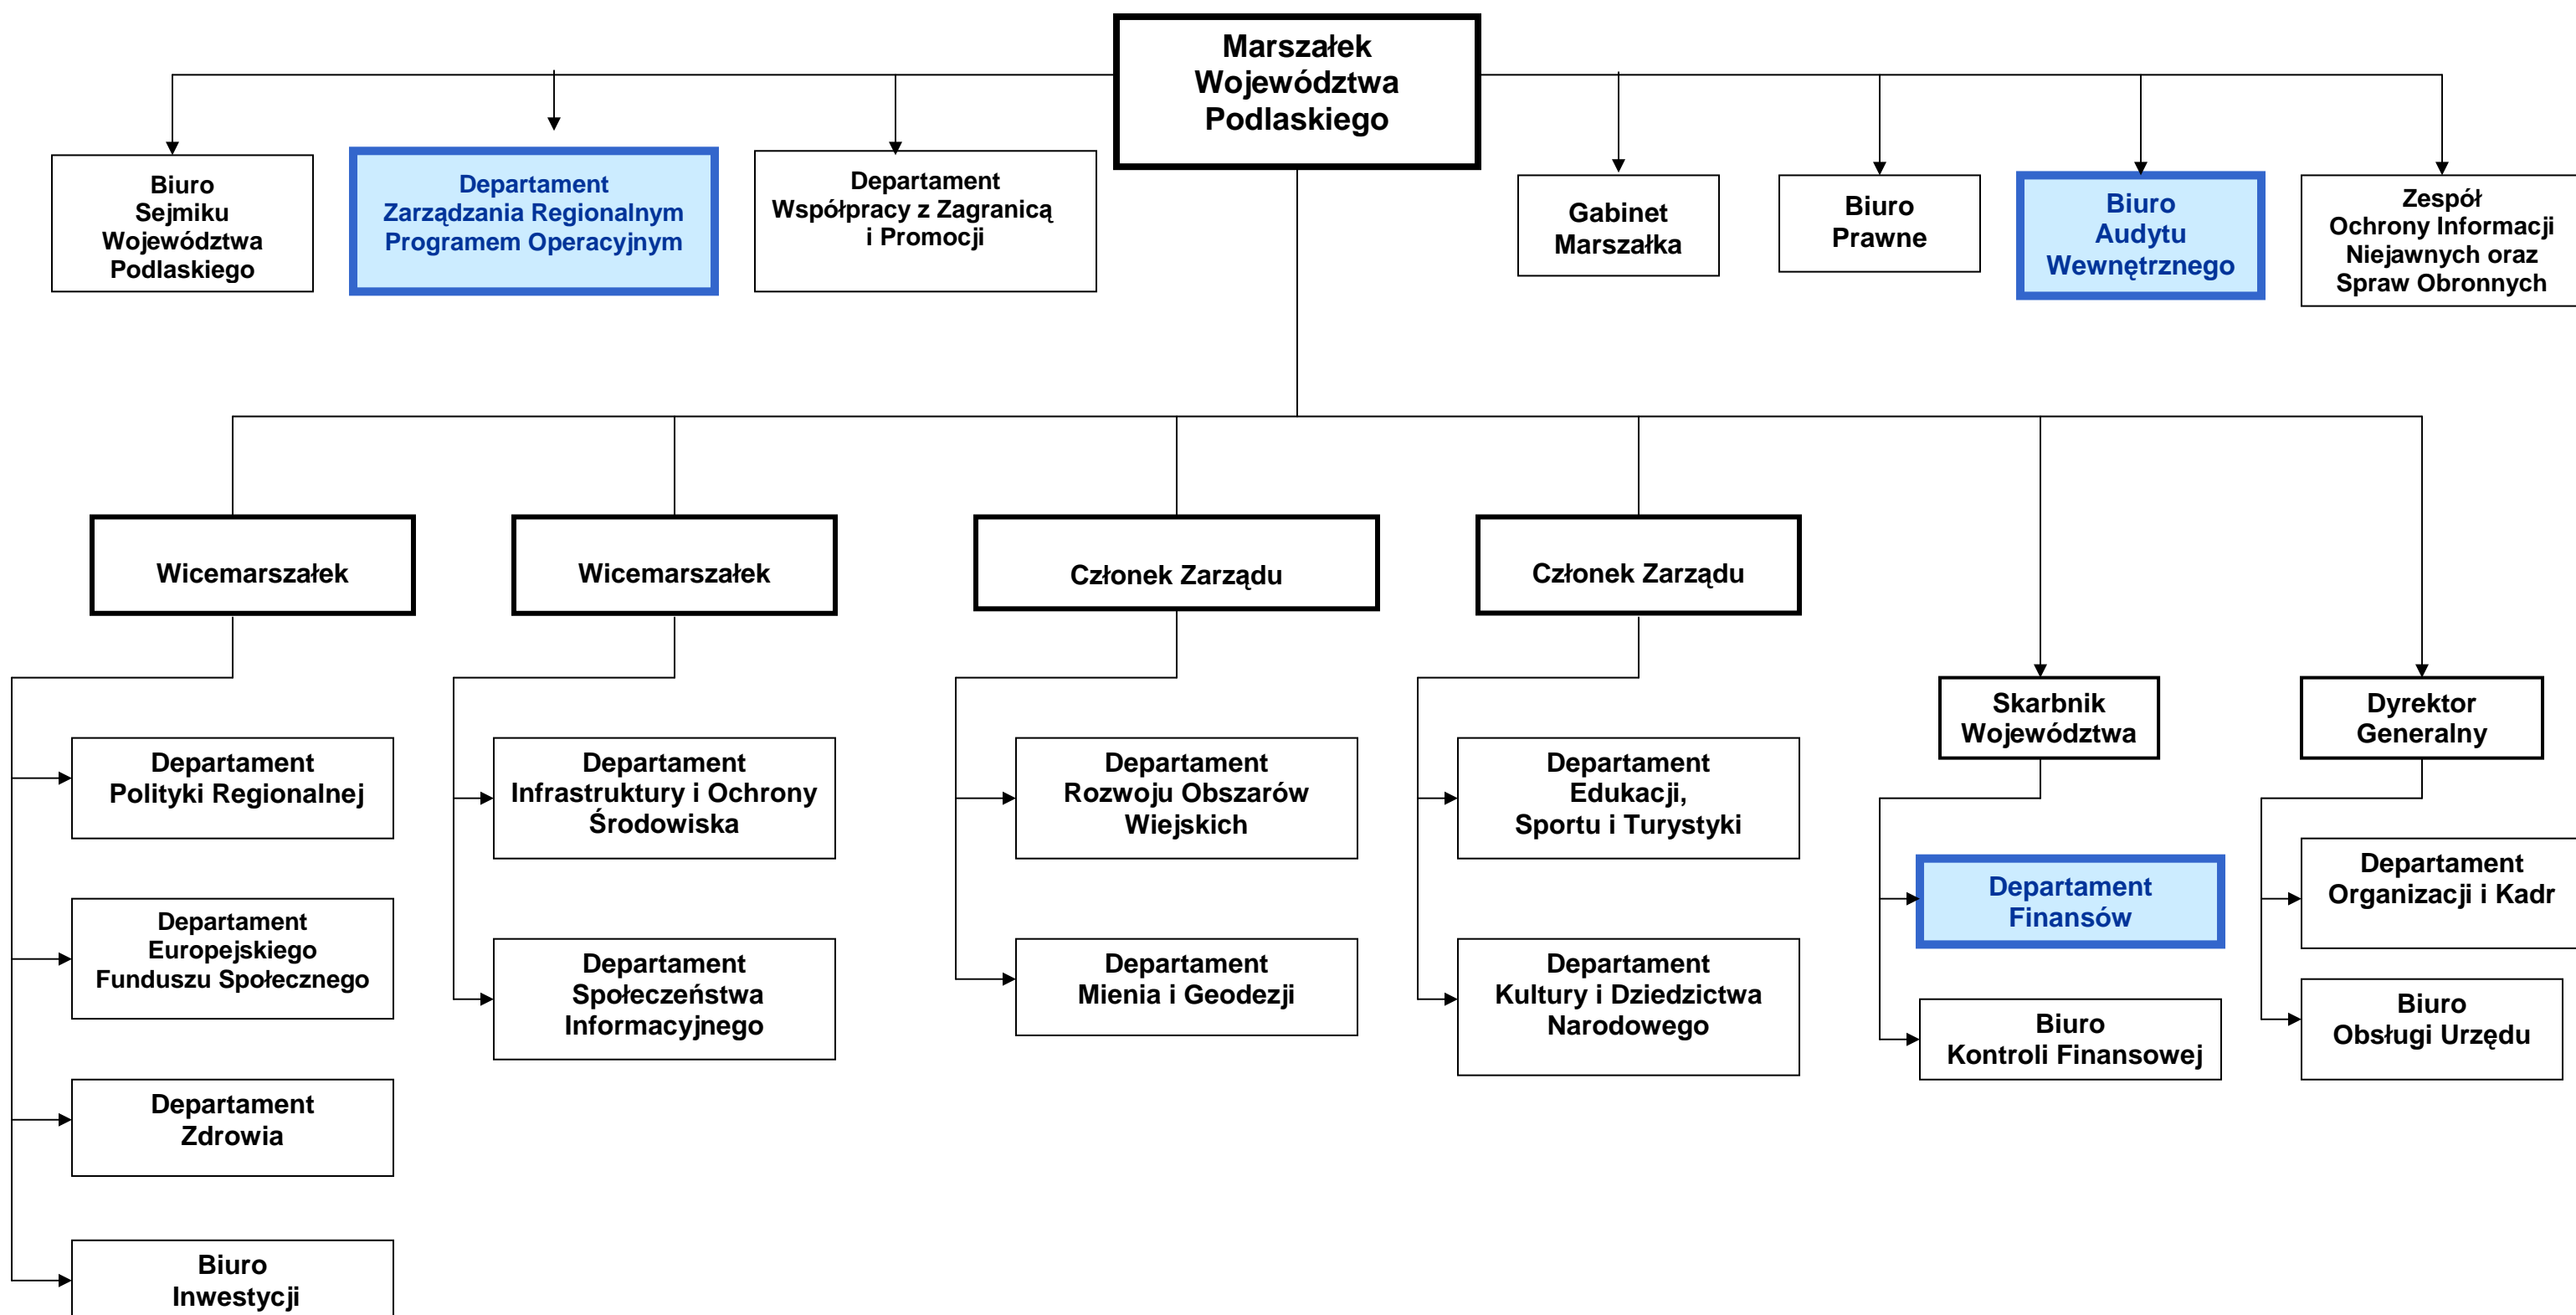 Marszałek
Województwa
Podlaskiego
Biuro
Sejmiku
Województwa
Podlaskiego
Departament
Zarządzania Regionalnym
Programem Operacyjnym
Departament
Współpracy z Zagranicą
i Promocji
Gabinet
Marszałka
Biuro
Prawne
Biuro
Audytu
Wewnętrznego
Zespół
Ochrony Informacji
Niejawnych oraz
Spraw Obronnych
Wicemarszałek
Wicemarszałek
Członek Zarządu
Członek Zarządu
Skarbnik
Województwa
Dyrektor
Generalny
Departament
Polityki Regionalnej
Departament
Europejskiego
Funduszu Społecznego
Departament
Zdrowia
Biuro
Inwestycji
Departament
Infrastruktury i Ochrony
Środowiska
Departament
Społeczeństwa
Informacyjnego
Departament
Rozwoju Obszarów
Wiejskich
Departament
Mienia i Geodezji
Departament
Edukacji,
Sportu i Turystyki
Departament
Kultury i Dziedzictwa
Narodowego
Departament
Finansów
Biuro
Kontroli Finansowej
Departament
Organizacji i Kadr
Biuro
Obsługi Urzędu